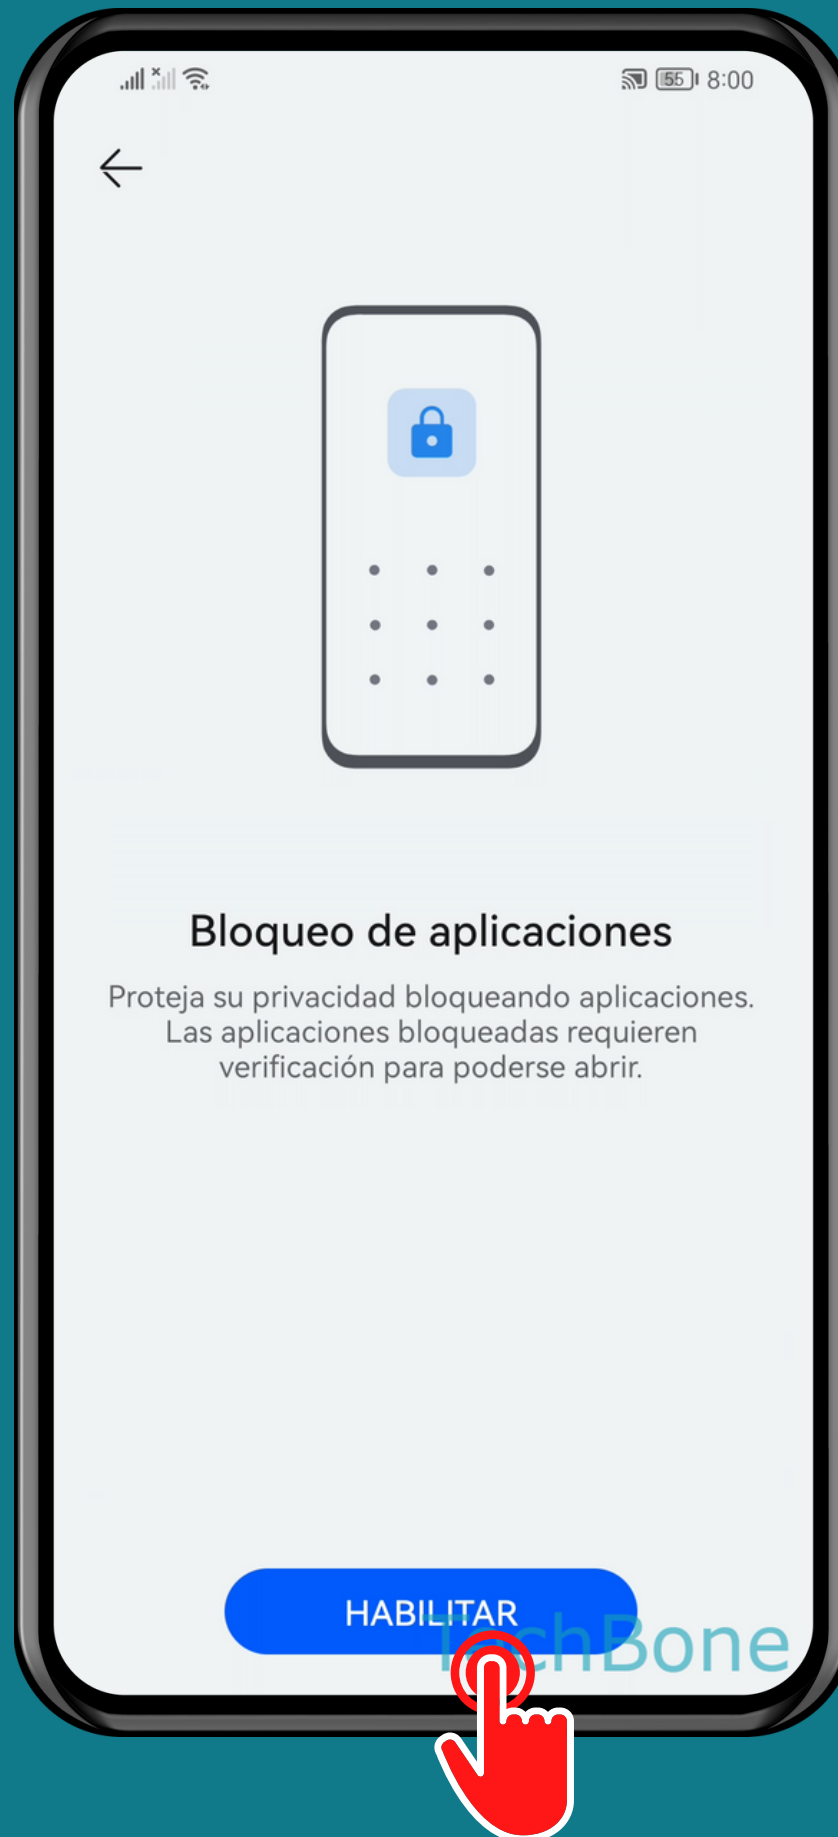 55 8:00
Bloqueo de aplicaciones
Proteja su privacidad bloqueando aplicaciones.
Las aplicaciones bloqueadas requieren
verificación para poderse abrir.
HABILITAR
TechBone